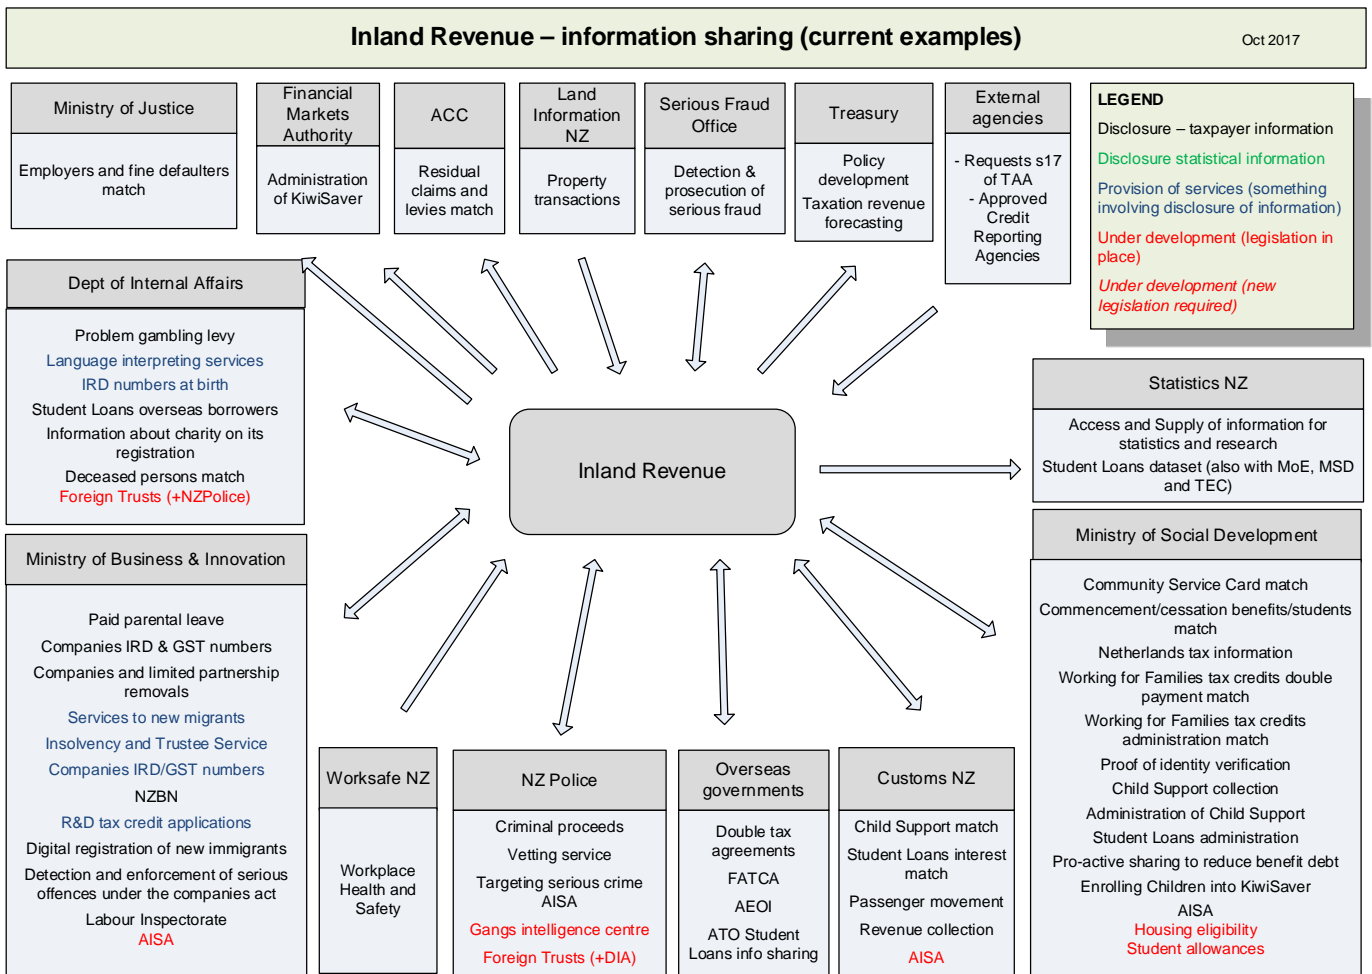 Inland Revenue – information sharing (current examples)
Oct 2017
Ministry of Justice
Employers and fine defaulters
match
Financial
Markets
Authority
Administration
of KiwiSaver
ACC
Residual
claims and
levies match
Land
Information
NZ
Property
transactions
Serious Fraud
Office
Detection &
prosecution of
serious fraud
Treasury
Policy
development
Taxation revenue
forecasting
External
agencies
- Requests s17
of TAA
- Approved
Credit
Reporting
Agencies
LEGEND
Disclosure – taxpayer information
Disclosure statistical information
Provision of services (something
involving disclosure of information)
Under development (legislation in
place)
Under development (new
legislation required)
Dept of Internal Affairs
Problem gambling levy
Language interpreting services
IRD numbers at birth
Student Loans overseas borrowers
Information about charity on its
registration
Deceased persons match
Foreign Trusts (+NZPolice)
Inland Revenue
Statistics NZ
Access and Supply of information for
statistics and research
Student Loans dataset (also with MoE, MSD
and TEC)
Ministry of Business & Innovation
Paid parental leave
Companies IRD & GST numbers
Companies and limited partnership
removals
Services to new migrants
Insolvency and Trustee Service
Companies IRD/GST numbers
NZBN
R&D tax credit applications
Digital registration of new immigrants
Detection and enforcement of serious
offences under the companies act
Labour Inspectorate
AISA
Worksafe NZ
Workplace
Health and
Safety
NZ Police
Criminal proceeds
Vetting service
Targeting serious crime
AISA
Gangs intelligence centre
Foreign Trusts (+DIA)
Overseas
governments
Double tax
agreements
FATCA
AEOI
ATO Student
Loans info sharing
Customs NZ
Child Support match
Student Loans interest
match
Passenger movement
Revenue collection
AISA
Ministry of Social Development
Community Service Card match
Commencement/cessation benefits/students
match
Netherlands tax information
Working for Families tax credits double
payment match
Working for Families tax credits
administration match
Proof of identity verification
Child Support collection
Administration of Child Support
Student Loans administration
Pro-active sharing to reduce benefit debt
Enrolling Children into KiwiSaver
AISA
Housing eligibility
Student allowances